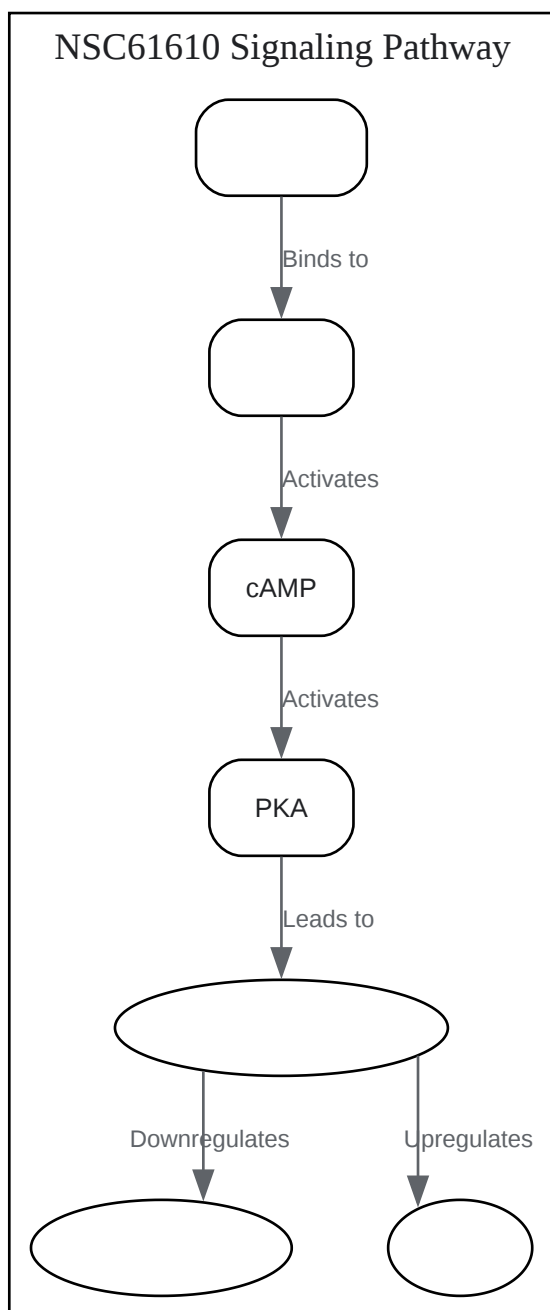 NSC61610 Signaling Pathway
Binds to
Activates
cAMP
Activates
PKA
Leads to
Downregulates
Upregulates